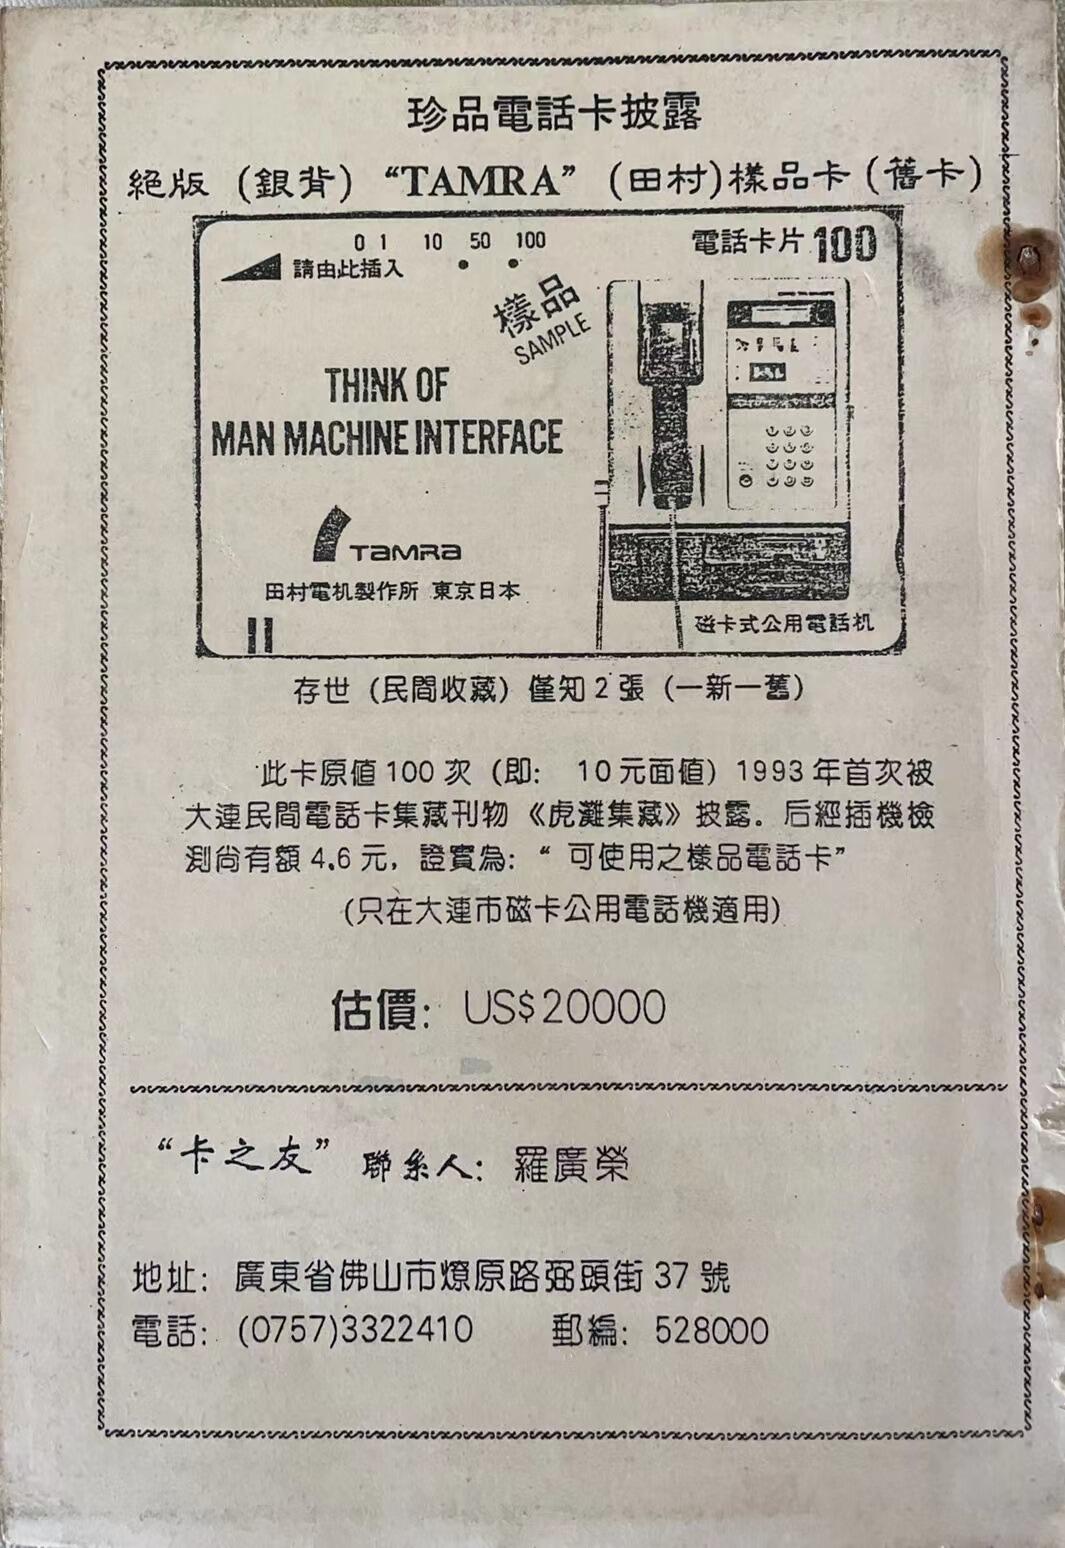 珍品電話卡披露
絕版（銀背）“TAMRA”（田村）樣品卡（舊卡）
0 1 10 50 100
電話卡片 100
請由此插入
樣品
SAMPLE
THINK OF
MAN MACHINE INTERFACE
TAMRA
田村電机製作所 東京日本
磁卡式公用電話机
存世（民間收藏）僅知2張（一新一舊）
此卡原值100次（即： 10元面值）1993年首次被
大連民間電話卡集藏刊物《虎灘集藏》披露。后經插機檢
測尚有額4.6元，證實為：“可使用之樣品電話卡”
（只在大連市磁卡公用電話機適用）
估價：US$20000
“卡之友” 聯系人：羅廣榮
地址：廣東省佛山市燎原路弼頭街37號
電話：(0757)3322410 郵編：528000